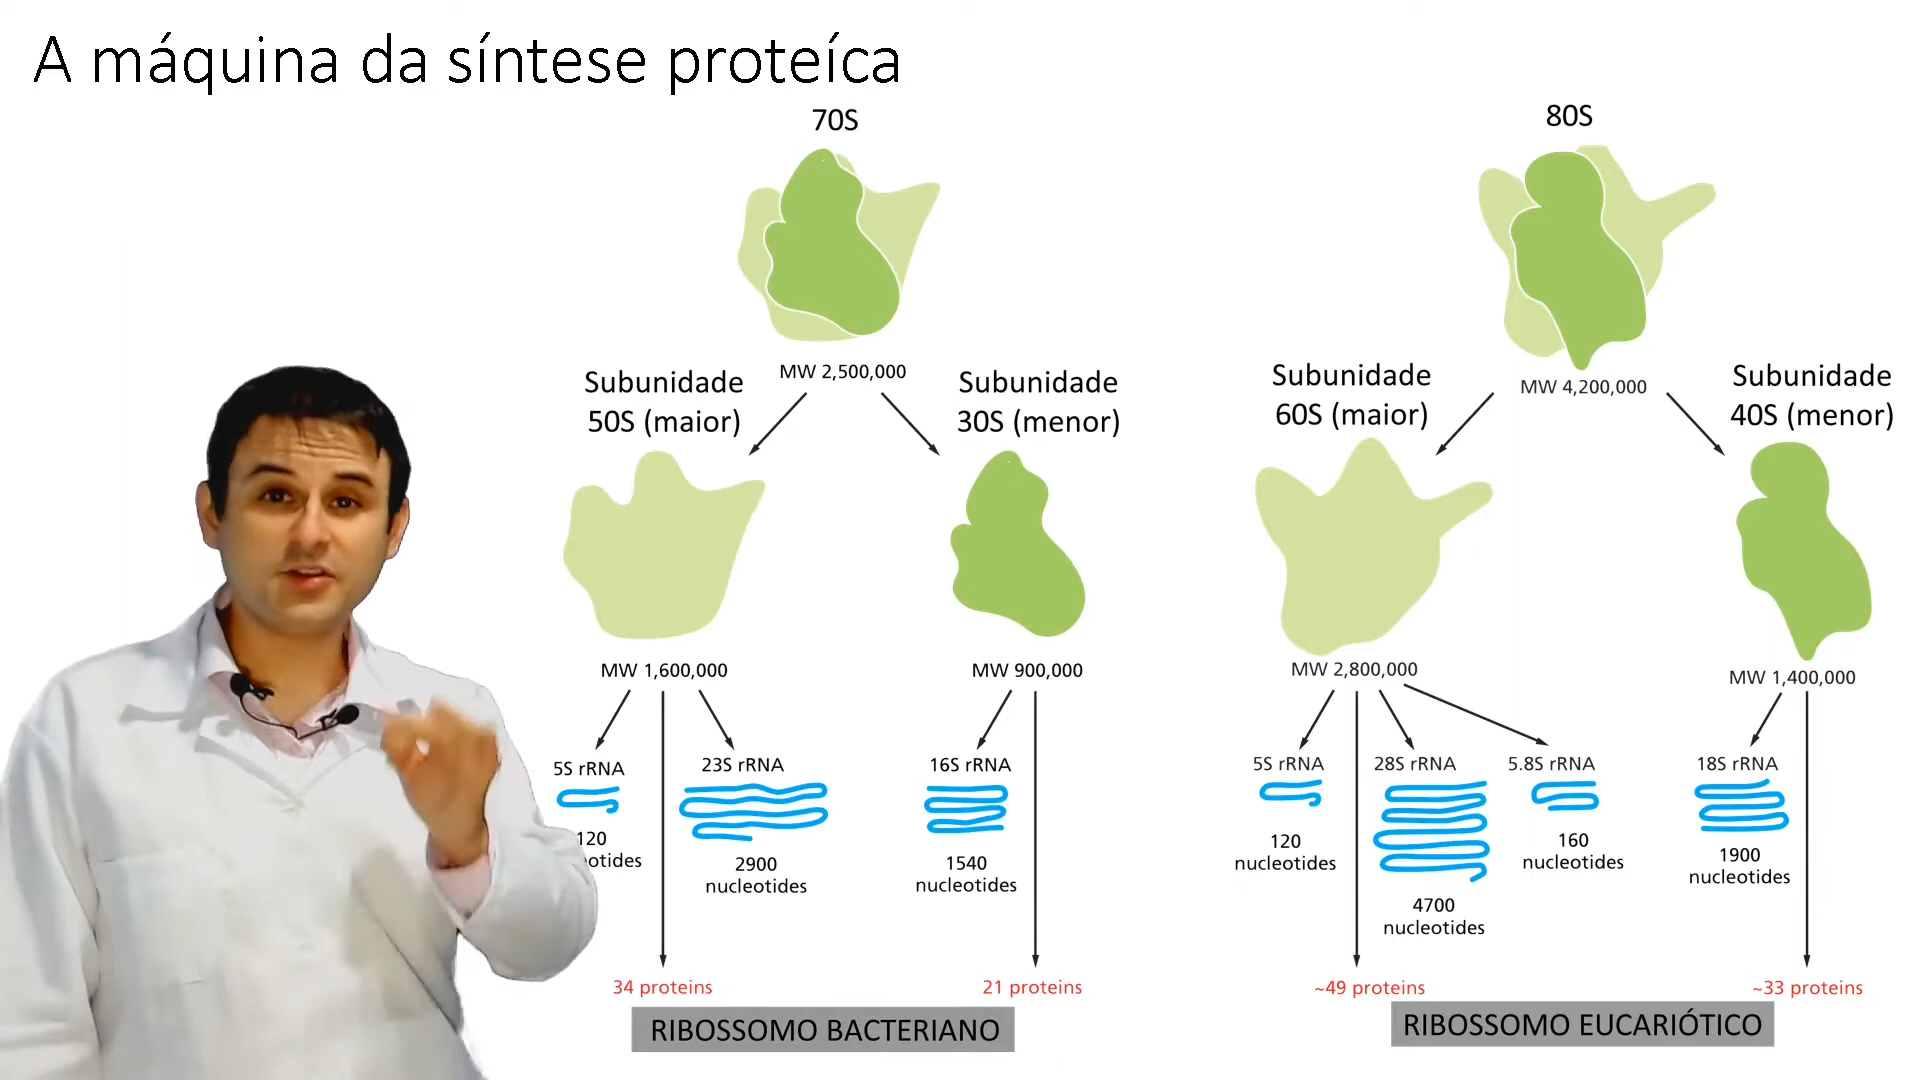 A máquina da síntese proteíca
70S
MW 2,500,000
Subunidade
50S (maior)
Subunidade
30S (menor)
MW 1,600,000
MW 900,000
5S rRNA
23S rRNA
16S rRNA
120
2900
nucleotides
1540
nucleotides
34 proteins
21 proteins
RIBOSSOMO BACTERIANO
80S
MW 4,200,000
Subunidade
60S (maior)
Subunidade
40S (menor)
MW 2,800,000
MW 1,400,000
5S rRNA
28S rRNA
5.8S rRNA
18S rRNA
120
nucleotides
4700
nucleotides
160
nucleotides
1900
nucleotides
~49 proteins
~33 proteins
RIBOSSOMO EUCARIÓTICO